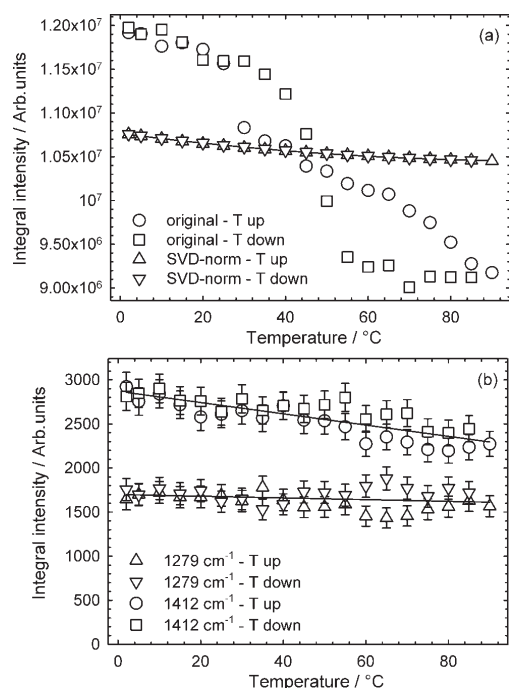 (a)
1.20x10⁷
1.15x10⁷
1.10x10⁷
1.05x10⁷
10⁷
9.50x10⁶
9.00x10⁶
Integral intensity / Arb.units
original - T up
original - T down
SVD-norm - T up
SVD-norm - T down
0 20 40 60 80
Temperature / °C
(b)
3000
2500
2000
1500
1000
500
0
Integral intensity / Arb.units
1279 cm⁻¹ - T up
1279 cm⁻¹ - T down
1412 cm⁻¹ - T up
1412 cm⁻¹ - T down
0 20 40 60 80
Temperature / °C